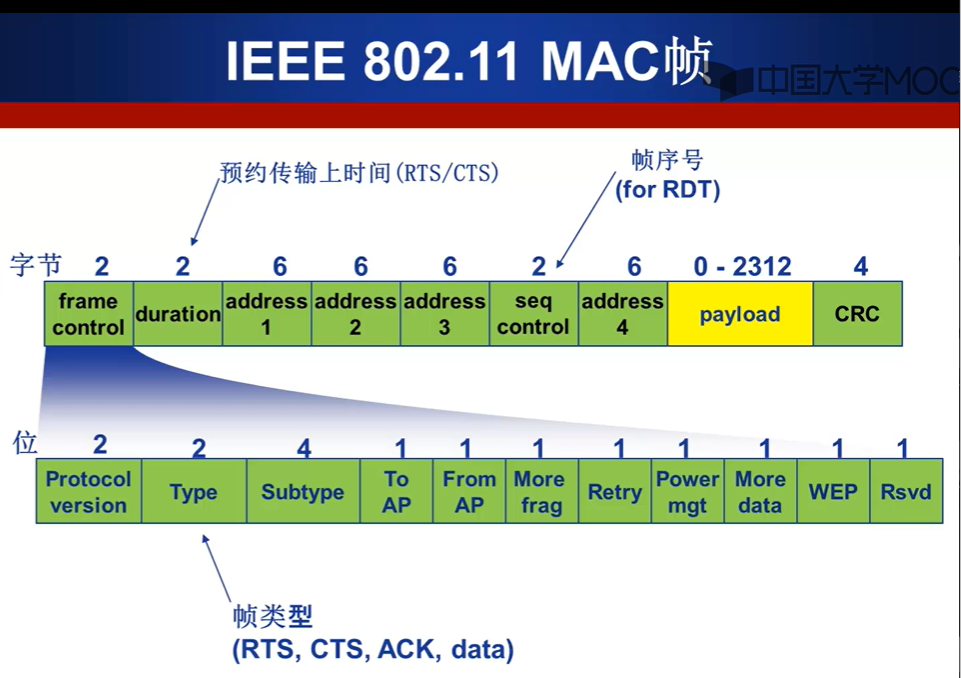 IEEE 802.11 MAC帧
中国大学MOC
预约传输上时间(RTS/CTS)
帧序号
(for RDT)
字节 2 2 6 6 6 2 6 0 - 2312 4
frame control duration address 1 address 2 address 3 seq control address 4 payload CRC
位 2 2 4 1 1 1 1 1 1 1 1
Protocol version Type Subtype To AP From AP More frag Retry Power mgt More data WEP Rsvd
帧类型
(RTS, CTS, ACK, data)